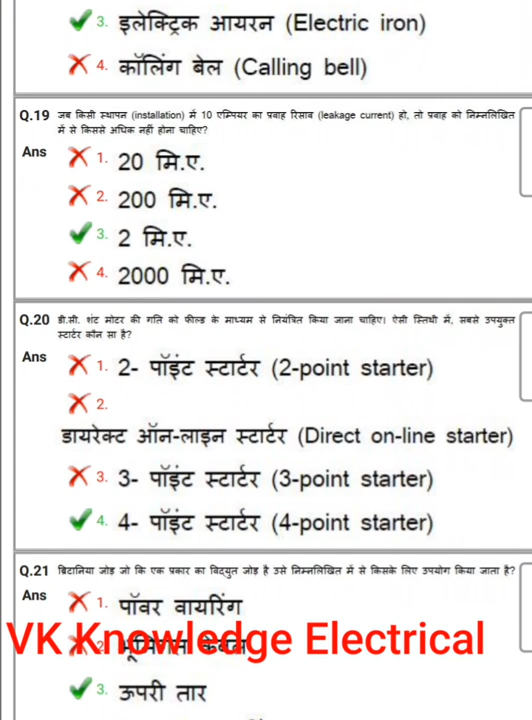 3. इलेक्ट्रिक आयरन (Electric iron)
4. कॉलिंग बेल (Calling bell)
Q.19 जब किसी स्थापन (installation) में 10 एम्पियर का प्रवाह रिसाव (leakage current) हो, तो प्रवाह को निम्नलिखित
में से किससे अधिक नहीं होना चाहिए?
Ans
1. 20 मि.ए.
2. 200 मि.ए.
3. 2 मि.ए.
4. 2000 मि.ए.
Q.20 डी.सी. शंट मोटर की गति को फील्ड के माध्यम से नियंत्रित किया जाना चाहिए। ऐसी स्तिथी में, सबसे उपयुक्त
स्टार्टर कौन सा है?
Ans
1. 2- पॉइंट स्टार्टर (2-point starter)
2.
डायरेक्ट ऑन-लाइन स्टार्टर (Direct on-line starter)
3. 3- पॉइंट स्टार्टर (3-point starter)
4. 4- पॉइंट स्टार्टर (4-point starter)
Q.21 ब्रिटानिया जोड़ जो कि एक प्रकार का विद्युत जोड़ है उसे निम्नलिखित में से किसके लिए उपयोग किया जाता है?
Ans
1. पॉवर वायरिंग
VK Knowledge Electrical
2.
3. ऊपरी तार